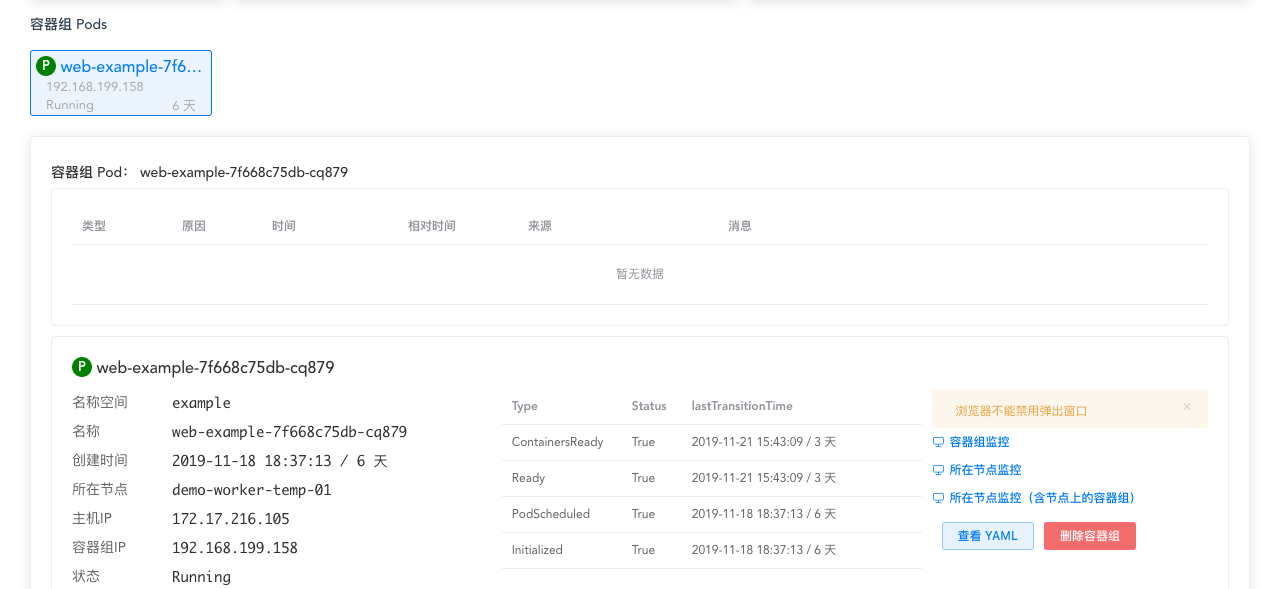 容器组 Pods
P web-example-7f6...
192.168.199.158
Running 6 天
容器组 Pod： web-example-7f668c75db-cq879
类型 原因 时间 相对时间 来源 消息
暂无数据
P web-example-7f668c75db-cq879
名称空间 example
名称 web-example-7f668c75db-cq879
创建时间 2019-11-18 18:37:13 / 6 天
所在节点 demo-worker-temp-01
主机IP 172.17.216.105
容器组IP 192.168.199.158
状态 Running
Type Status lastTransitionTime
ContainersReady True 2019-11-21 15:43:09 / 3 天
Ready True 2019-11-21 15:43:09 / 3 天
PodScheduled True 2019-11-18 18:37:13 / 6 天
Initialized True 2019-11-18 18:37:13 / 6 天
浏览器不能禁用弹出窗口
容器组监控
所在节点监控
所在节点监控（含节点上的容器组）
查看 YAML 删除容器组